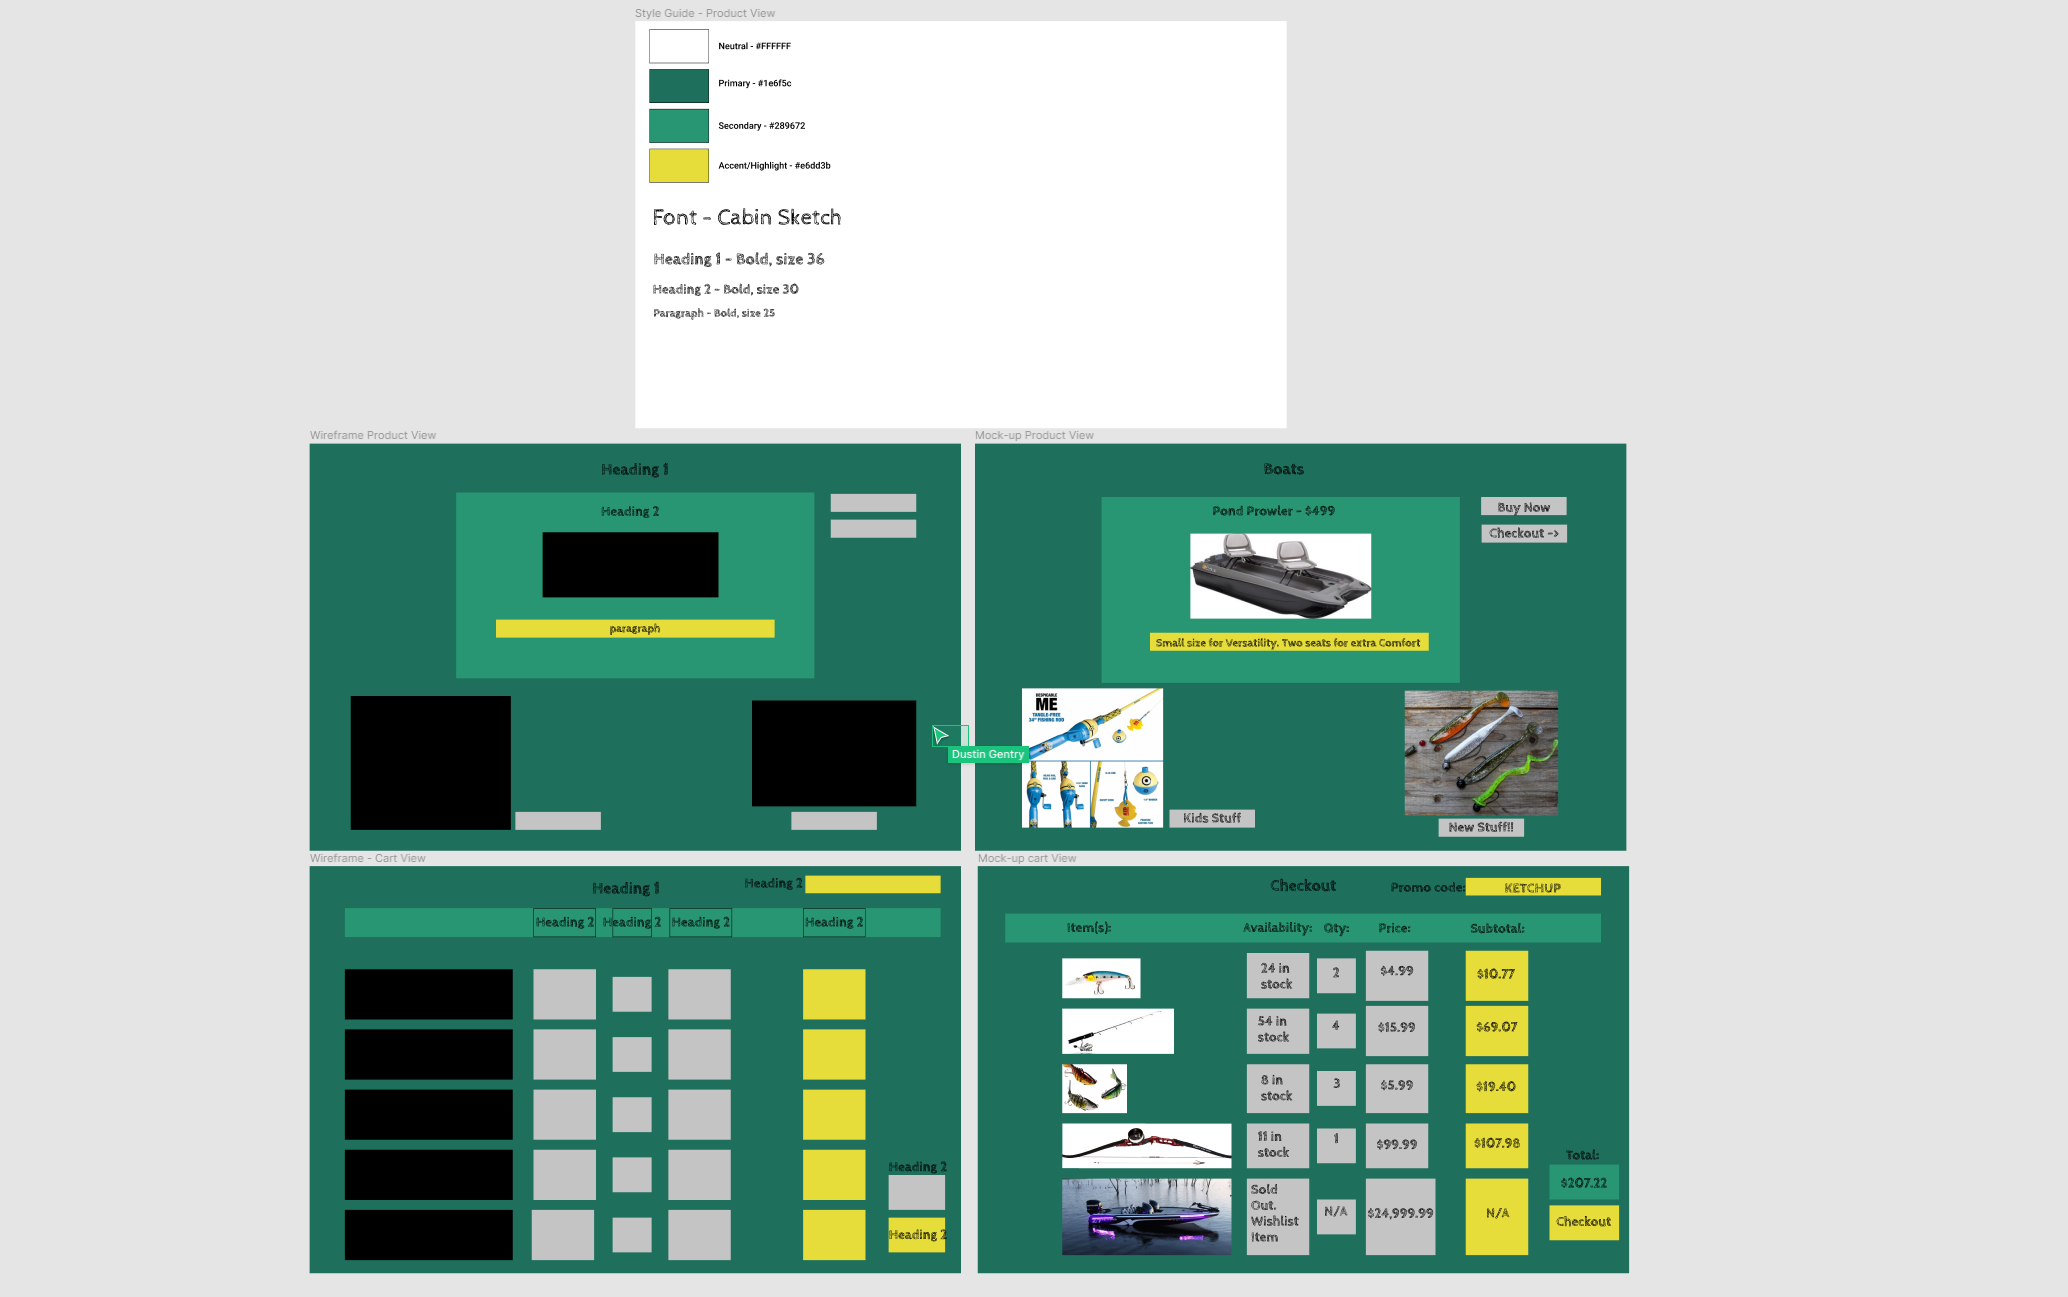 Style Guide - Product View
Neutral - #FFFFFF
Primary - #1e6f5c
Secondary - #289672
Accent/Highlight - #e6dd3b
Font - Cabin Sketch
Heading 1 - Bold, size 36
Heading 2 - Bold, size 30
Paragraph - Bold, size 25
Wireframe Product View
Heading 1
Heading 2
paragraph
Mock-up Product View
Boats
Pond Prowler - $499
Buy Now
Checkout ->
Small size for Versatility. Two seats for extra Comfort
DESPICABLE
ME
TANGLE-FREE
34" FISHING ROD
Kids Stuff
New Stuff!!
Dustin Gentry
Wireframe - Cart View
Heading 1
Heading 2
Heading 2
Heading 2
Heading 2
Heading 2
Heading 2
Heading 2
Mock-up cart View
Checkout
Promo code:
KETCHUP
Item(s):
Availability:
Qty:
Price:
Subtotal:
24 in
stock
2
$4.99
$10.77
54 in
stock
4
$15.99
$69.07
8 in
stock
3
$5.99
$19.40
11 in
stock
1
$99.99
$107.98
Sold
Out.
Wishlist
Item
N/A
$24,999.99
N/A
Total:
$207.22
Checkout